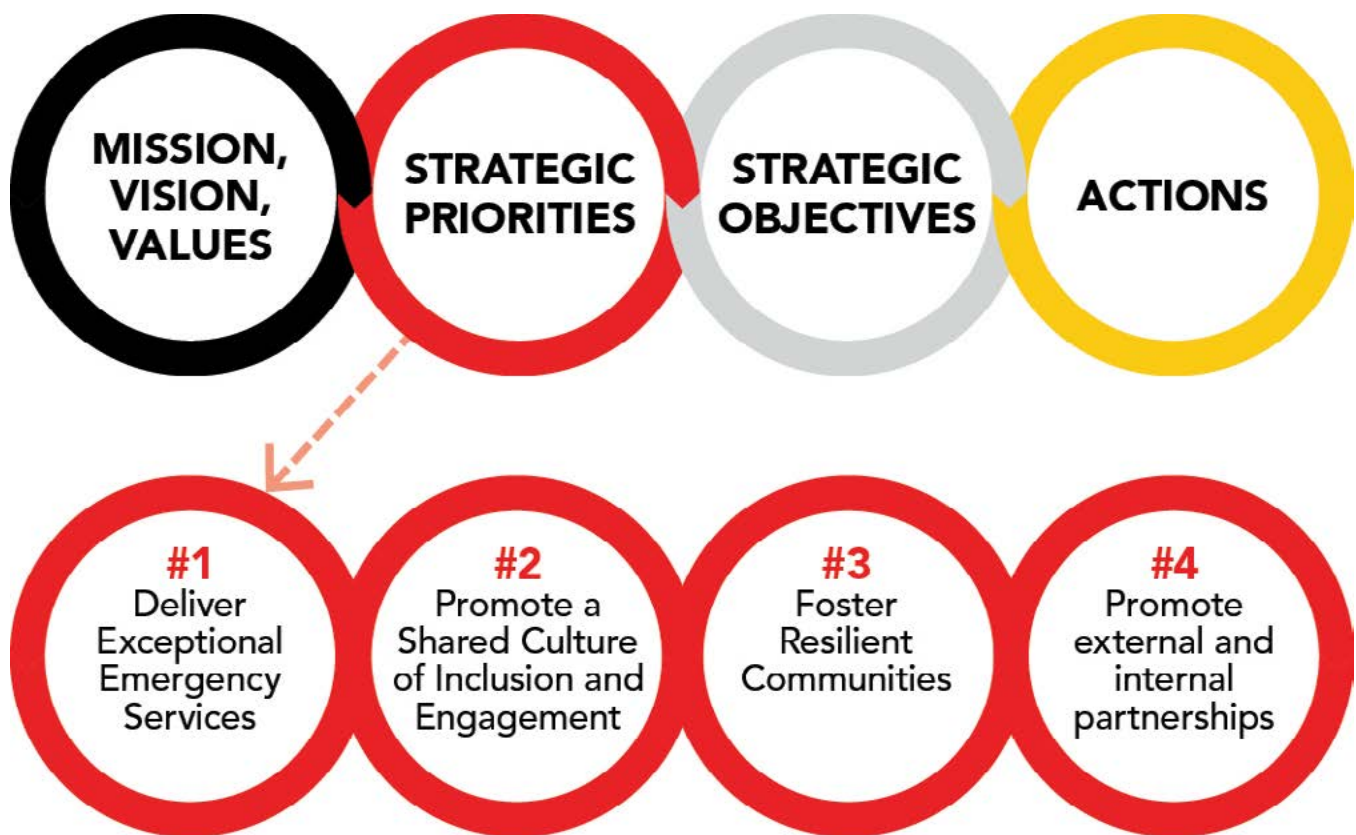 MISSION,
VISION,
VALUES
STRATEGIC
PRIORITIES
STRATEGIC
OBJECTIVES
ACTIONS
#1
Deliver
Exceptional
Emergency
Services
#2
Promote a
Shared Culture
of Inclusion and
Engagement
#3
Foster
Resilient
Communities
#4
Promote
external and
internal
partnerships